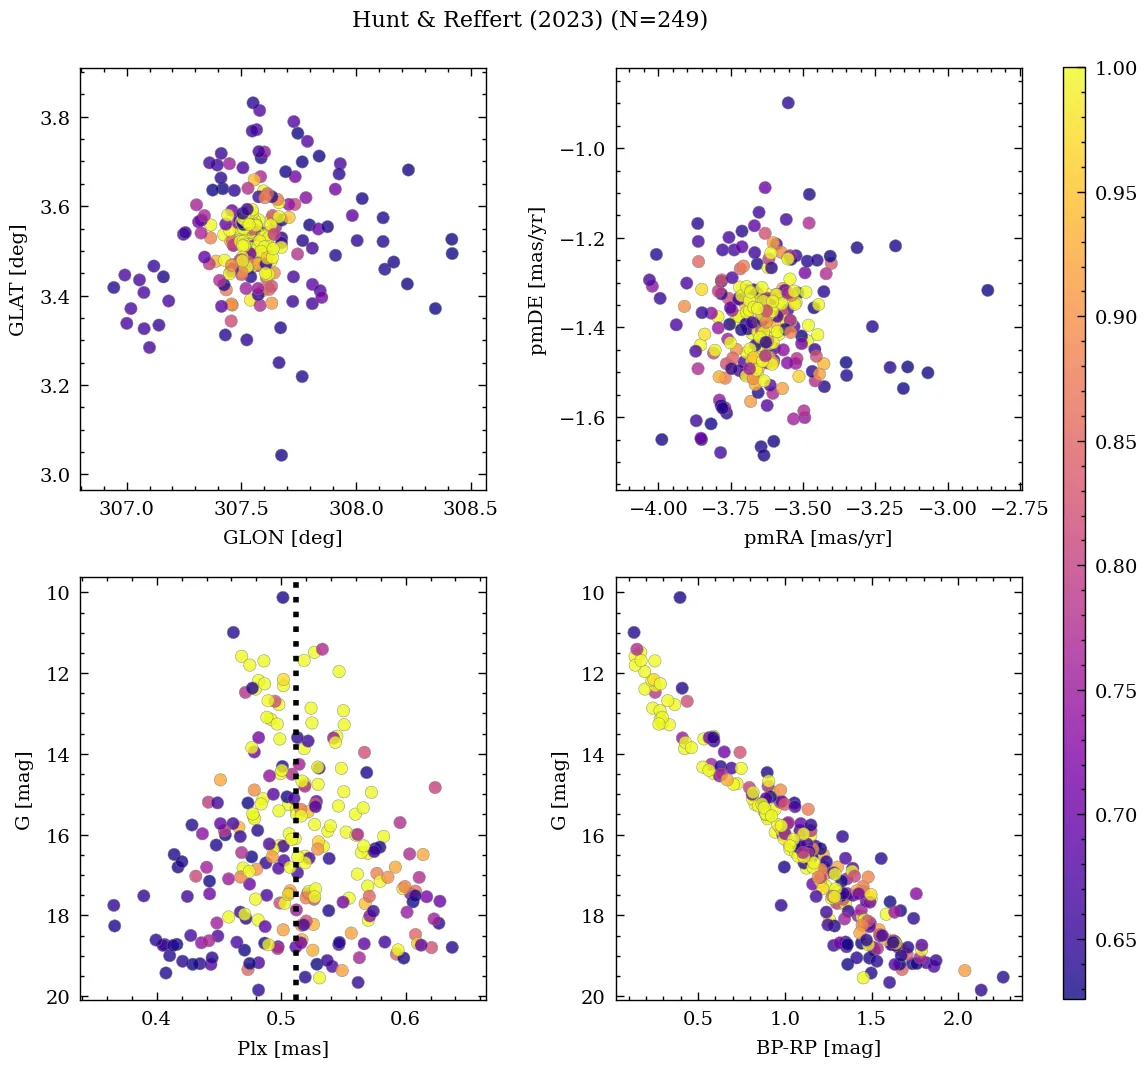 Hunt & Reffert (2023) (N=249)
3.8
3.6
3.4
3.2
3.0
GLAT [deg]
307.0 307.5 308.0 308.5
GLON [deg]
−1.0
−1.2
−1.4
−1.6
pmDE [mas/yr]
−4.00 −3.75 −3.50 −3.25 −3.00 −2.75
pmRA [mas/yr]
10
12
14
16
18
20
G [mag]
0.4 0.5 0.6
Plx [mas]
10
12
14
16
18
20
G [mag]
0.5 1.0 1.5 2.0
BP-RP [mag]
1.00
0.95
0.90
0.85
0.80
0.75
0.70
0.65